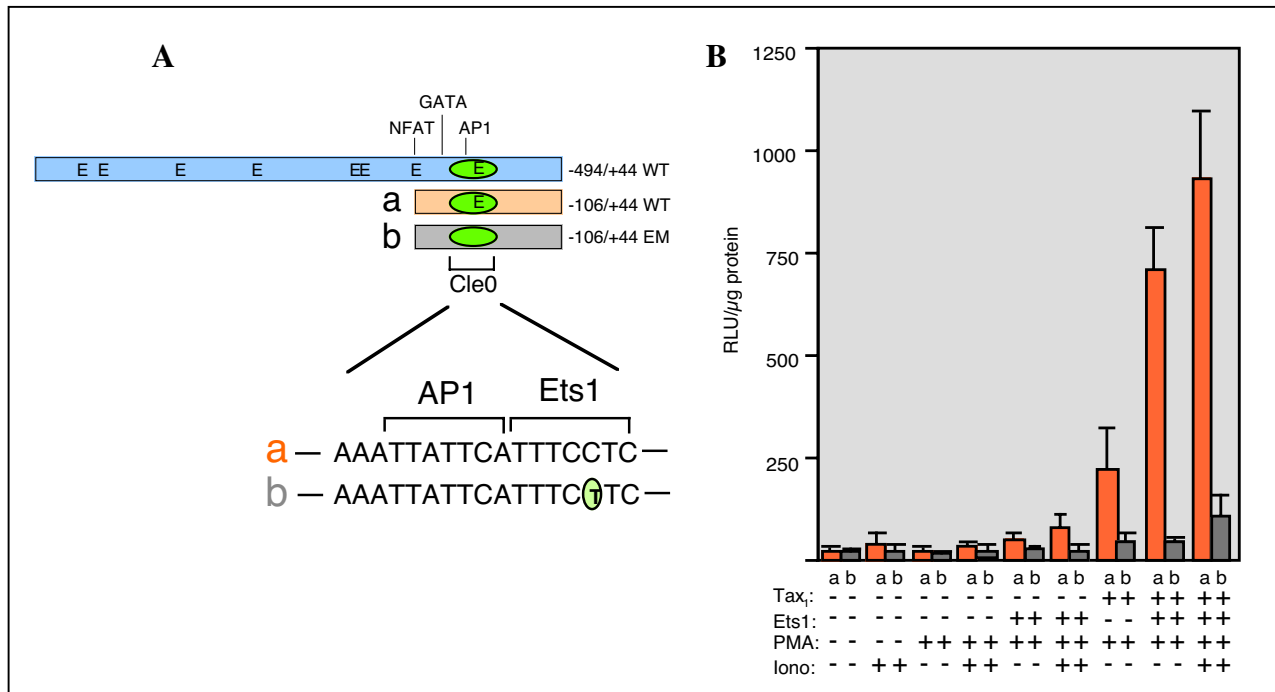 A
GATA
NFAT AP1
E E E E EE E E -494/+44 WT
a E -106/+44 WT
b -106/+44 EM
Cle0
AP1 Ets1
a — AAATTATTCATTTCCTC —
b — AAATTATTCATTTCTTC —
B
RLU/µg protein
1250
1000
750
500
250
a b a b a b a b a b a b a b a b a b
Tax1: - - - - - - - - - - - - + + + + + +
Ets1: - - - - - - - - + + + + - - + + + +
PMA: - - - - + + + + + + + + + + + + + +
Iono: - - + + - - + + - - + + - - - - + +